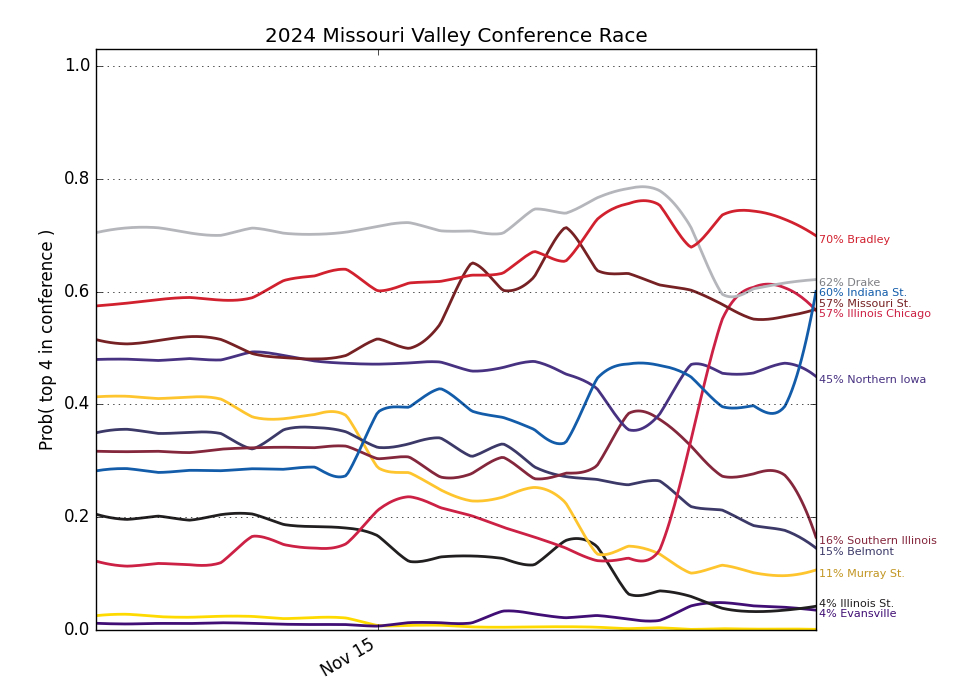 2024 Missouri Valley Conference Race
Prob( top 4 in conference )
1.0
0.8
0.6
0.4
0.2
0.0
Nov 15
70% Bradley
62% Drake
60% Indiana St.
57% Missouri St.
57% Illinois Chicago
45% Northern Iowa
16% Southern Illinois
15% Belmont
11% Murray St.
4% Illinois St.
4% Evansville